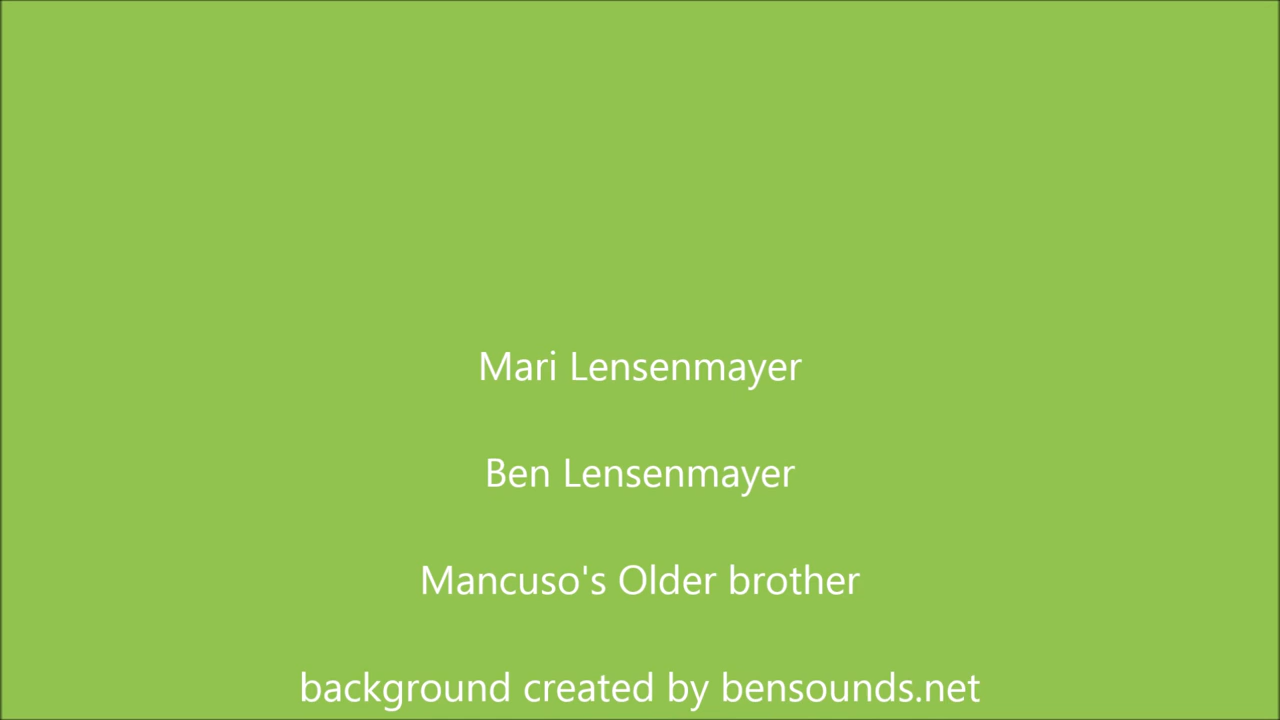 Mari Lensenmayer
Ben Lensenmayer
Mancuso's Older brother
background created by bensounds.net